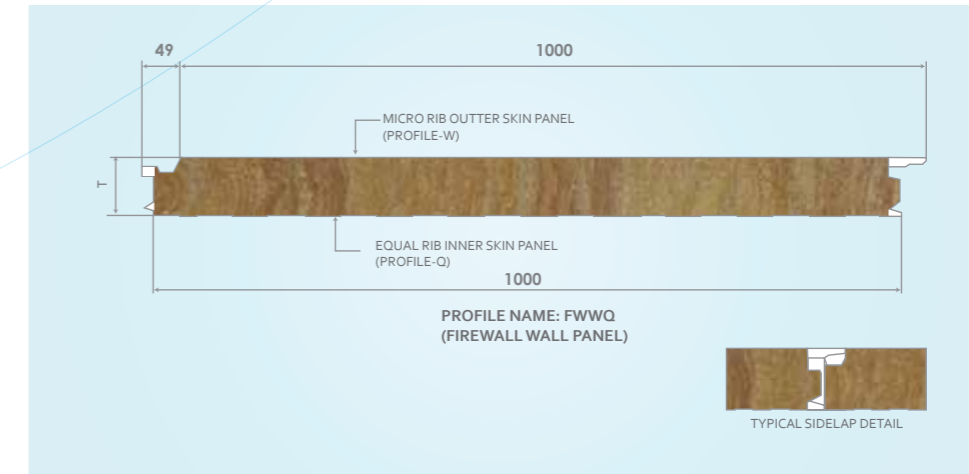 49
1000
MICRO RIB OUTTER SKIN PANEL
(PROFILE-W)
T
EQUAL RIB INNER SKIN PANEL
(PROFILE-Q)
1000
PROFILE NAME: FWWQ
(FIREWALL WALL PANEL)
TYPICAL SIDELAP DETAIL